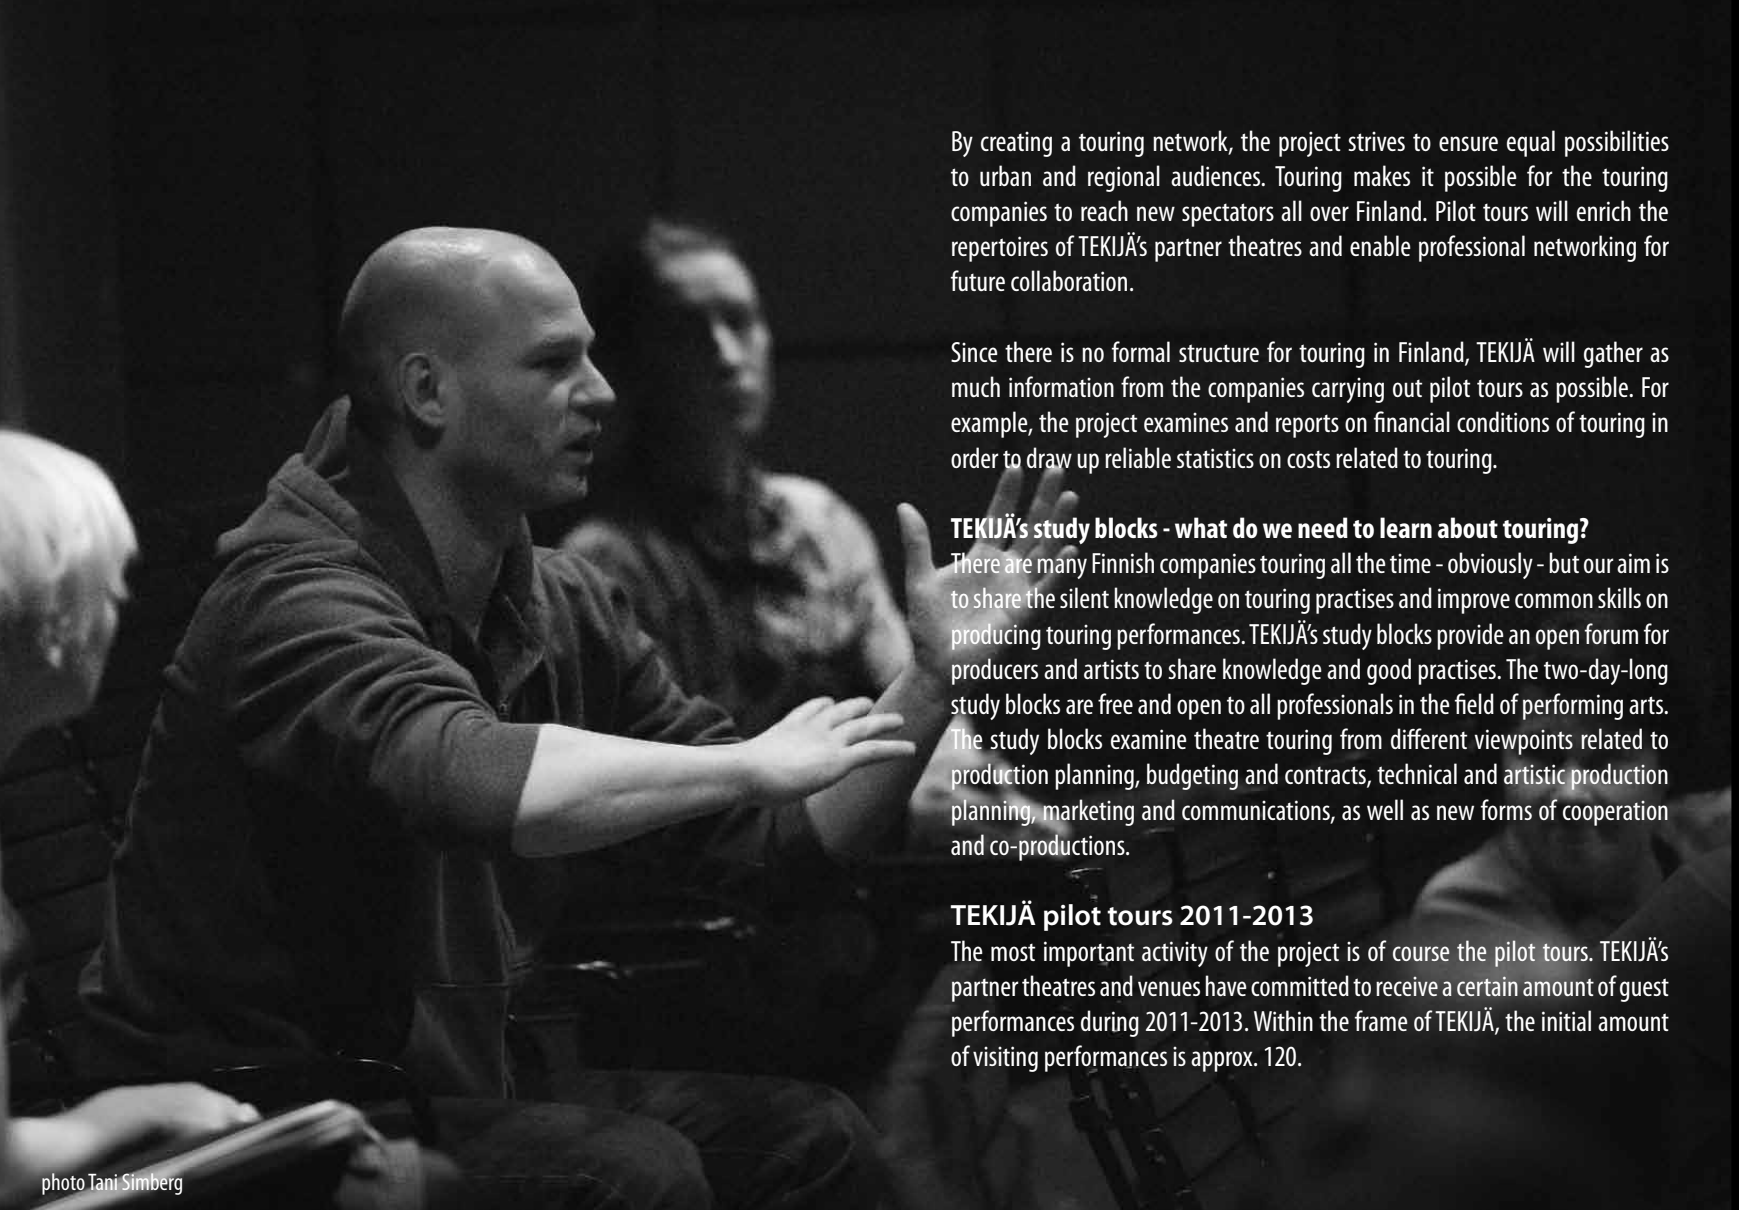 By creating a touring network, the project strives to ensure equal possibilities
to urban and regional audiences. Touring makes it possible for the touring
companies to reach new spectators all over Finland. Pilot tours will enrich the
repertoires of TEKIJÄ's partner theatres and enable professional networking for
future collaboration.
Since there is no formal structure for touring in Finland, TEKIJÄ will gather as
much information from the companies carrying out pilot tours as possible. For
example, the project examines and reports on financial conditions of touring in
order to draw up reliable statistics on costs related to touring.
TEKIJÄ's study blocks - what do we need to learn about touring?
There are many Finnish companies touring all the time - obviously - but our aim is
to share the silent knowledge on touring practises and improve common skills on
producing touring performances. TEKIJÄ's study blocks provide an open forum for
producers and artists to share knowledge and good practises. The two-day-long
study blocks are free and open to all professionals in the field of performing arts.
The study blocks examine theatre touring from different viewpoints related to
production planning, budgeting and contracts, technical and artistic production
planning, marketing and communications, as well as new forms of cooperation
and co-productions.
TEKIJÄ pilot tours 2011-2013
The most important activity of the project is of course the pilot tours. TEKIJÄ's
partner theatres and venues have committed to receive a certain amount of guest
performances during 2011-2013. Within the frame of TEKIJÄ, the initial amount
of visiting performances is approx. 120.
photo Tani Simberg